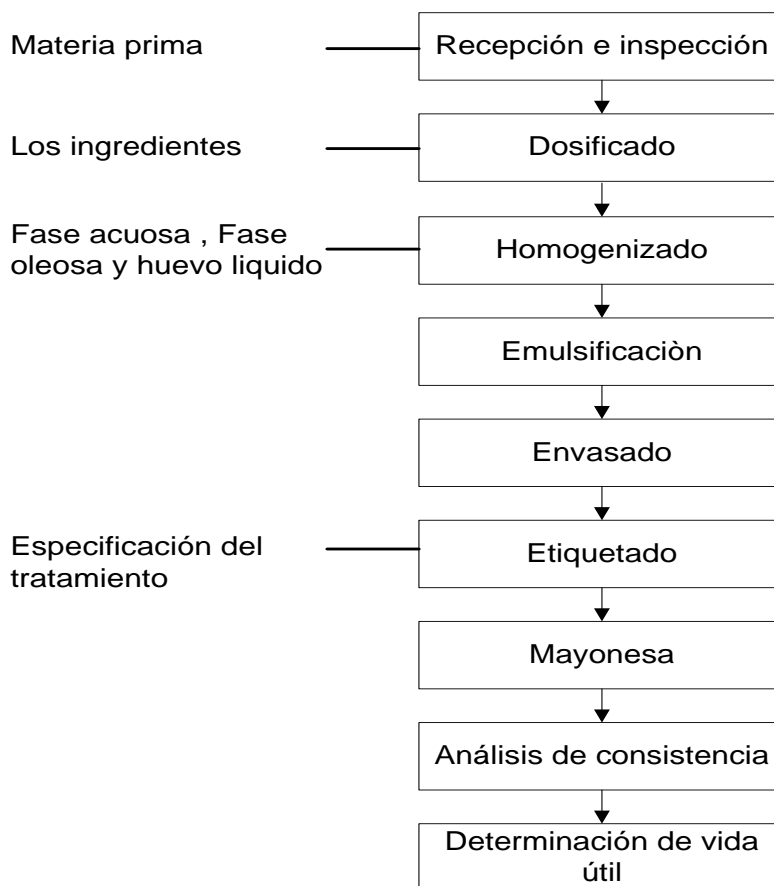 Materia prima
Recepción e inspección
Los ingredientes
Dosificado
Fase acuosa , Fase
oleosa y huevo liquido
Homogenizado
Emulsificaciòn
Envasado
Especificación del
tratamiento
Etiquetado
Mayonesa
Análisis de consistencia
Determinación de vida
útil